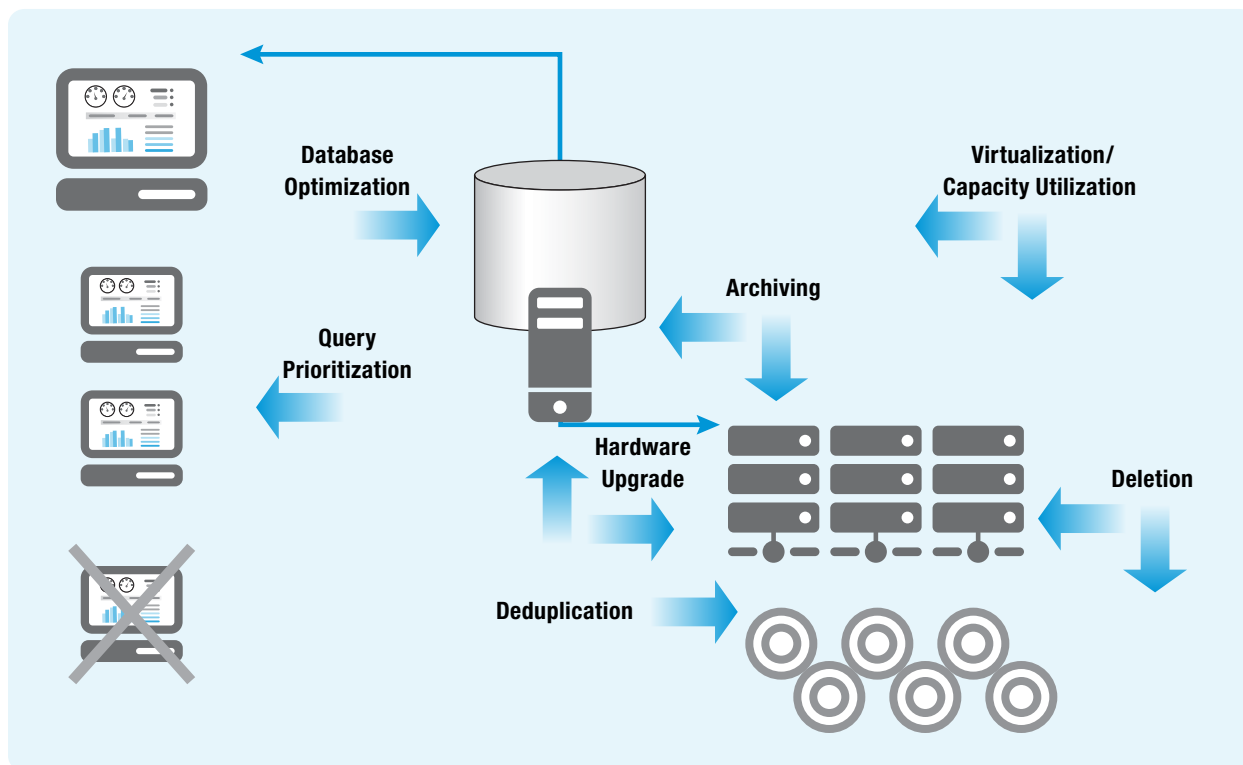 Database
Optimization
Virtualization/
Capacity Utilization
Archiving
Query
Prioritization
Hardware
Upgrade
Deletion
Deduplication